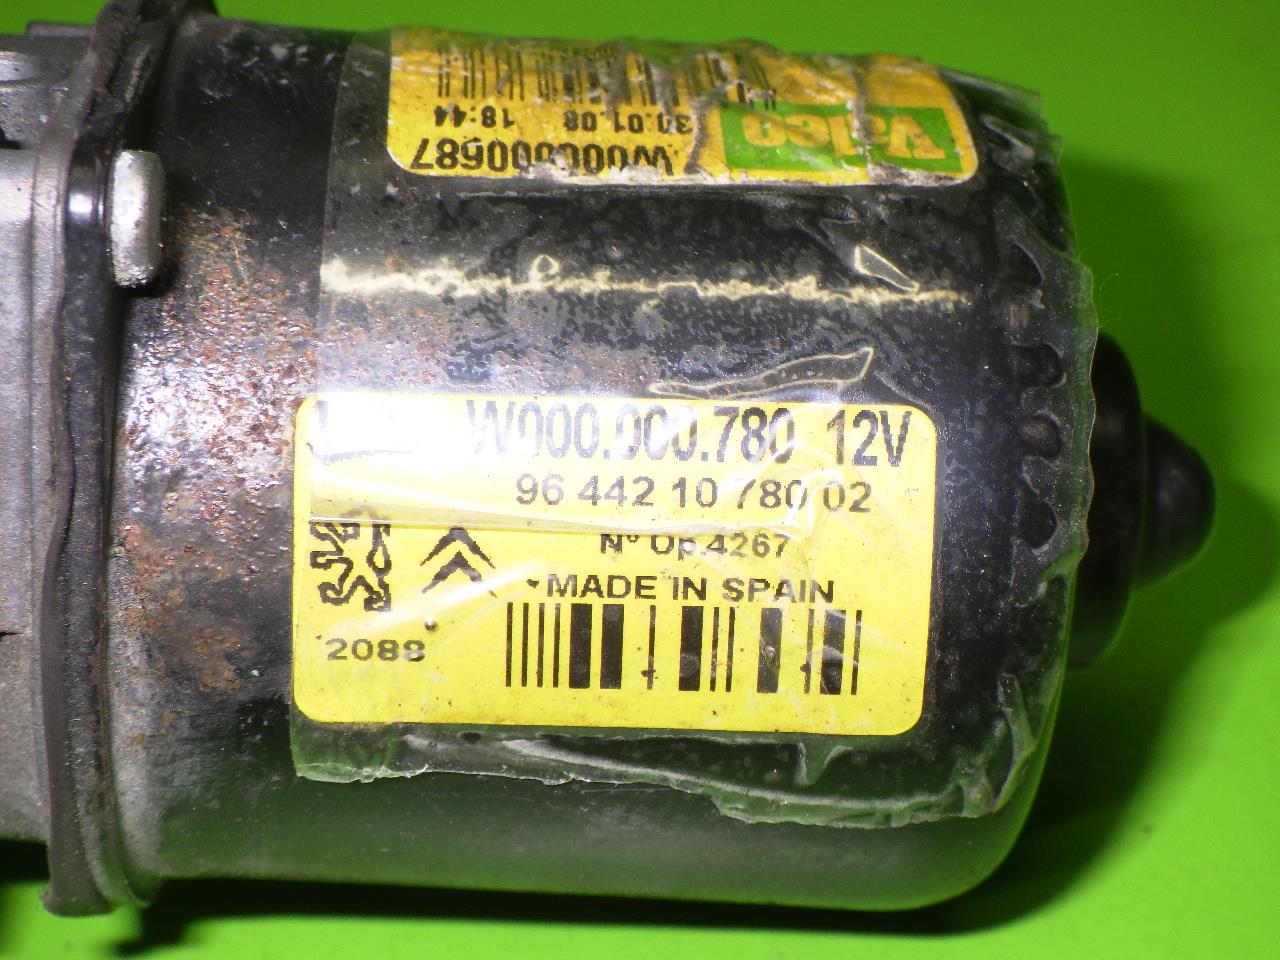 Valeo
W000000687
30.01.08 18:44
W000.000.780 12V
96 442 10 780 02
Nº Op.4267
MADE IN SPAIN
2088